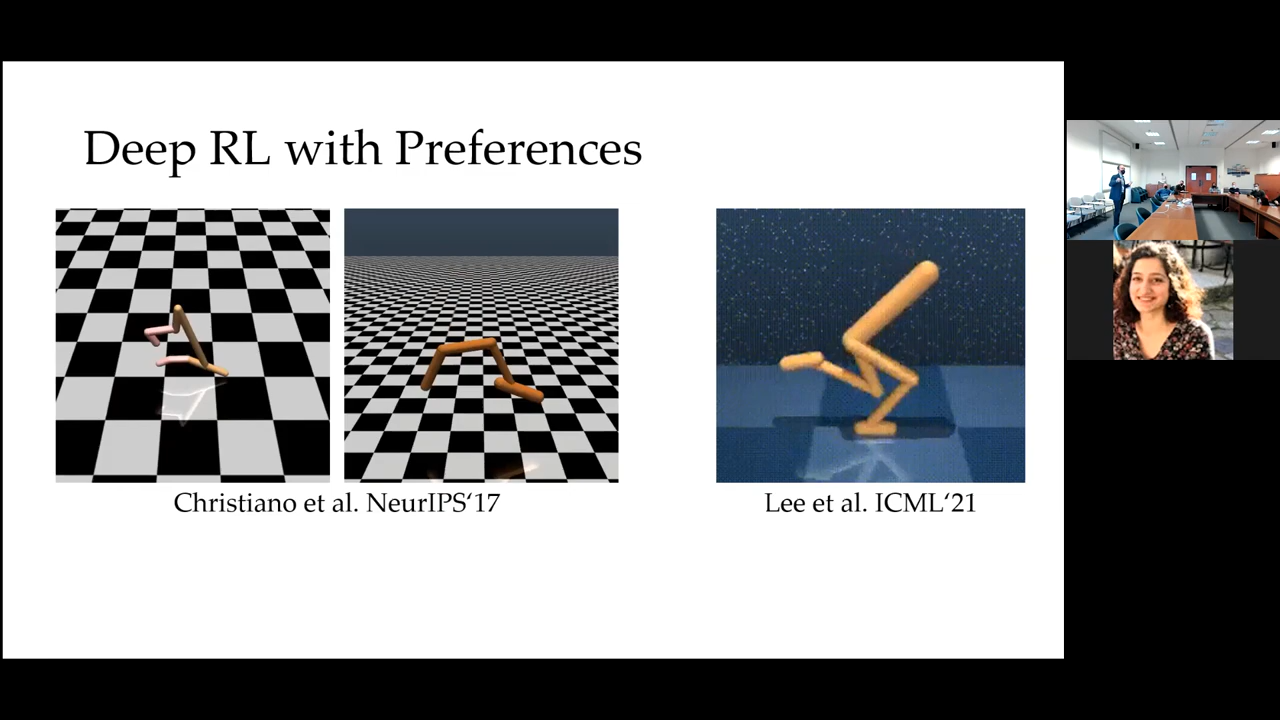 Deep RL with Preferences
Christiano et al. NeurIPS‘17
Lee et al. ICML‘21